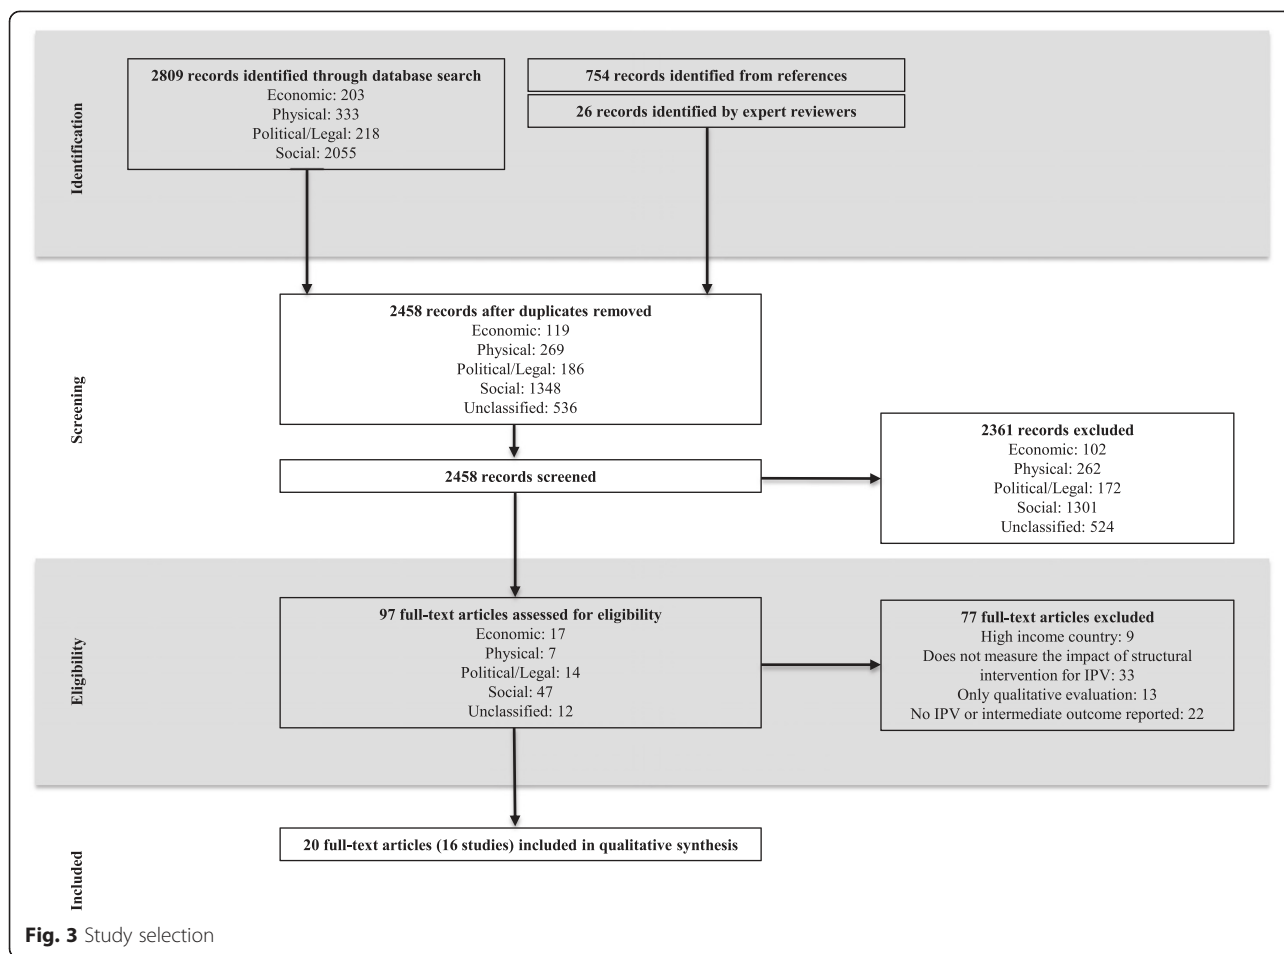 Identification
2809 records identified through database search
Economic: 203
Physical: 333
Political/Legal: 218
Social: 2055
754 records identified from references
26 records identified by expert reviewers
Screening
2458 records after duplicates removed
Economic: 119
Physical: 269
Political/Legal: 186
Social: 1348
Unclassified: 536
2458 records screened
2361 records excluded
Economic: 102
Physical: 262
Political/Legal: 172
Social: 1301
Unclassified: 524
Eligibility
97 full-text articles assessed for eligibility
Economic: 17
Physical: 7
Political/Legal: 14
Social: 47
Unclassified: 12
77 full-text articles excluded
High income country: 9
Does not measure the impact of structural
intervention for IPV: 33
Only qualitative evaluation: 13
No IPV or intermediate outcome reported: 22
Included
20 full-text articles (16 studies) included in qualitative synthesis
Fig. 3 Study selection